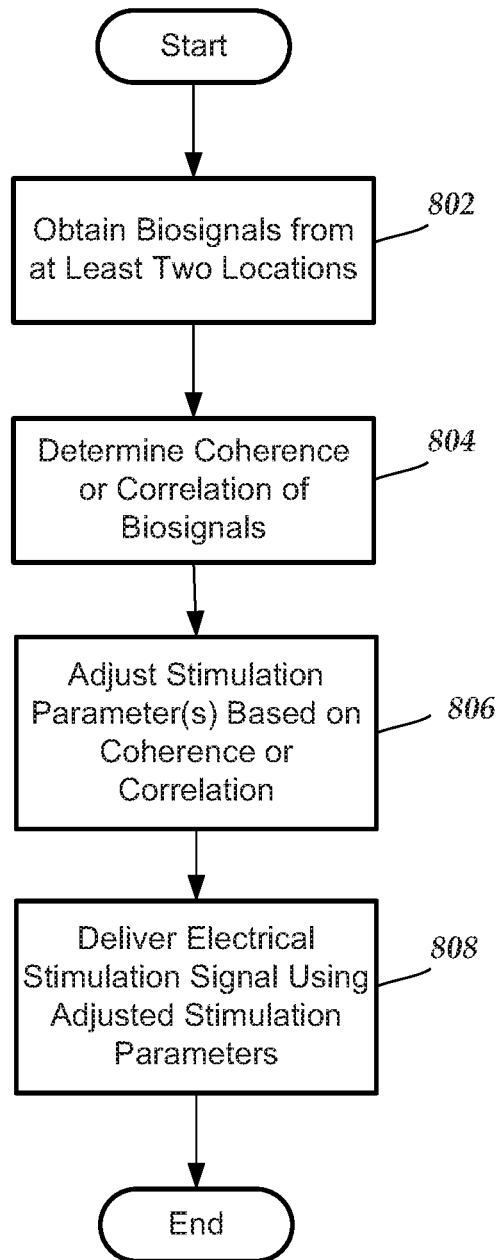 Start
Obtain Biosignals from
at Least Two Locations
802
Determine Coherence
or Correlation of
Biosignals
804
Adjust Stimulation
Parameter(s) Based on
Coherence or
Correlation
806
Deliver Electrical
Stimulation Signal Using
Adjusted Stimulation
Parameters
808
End